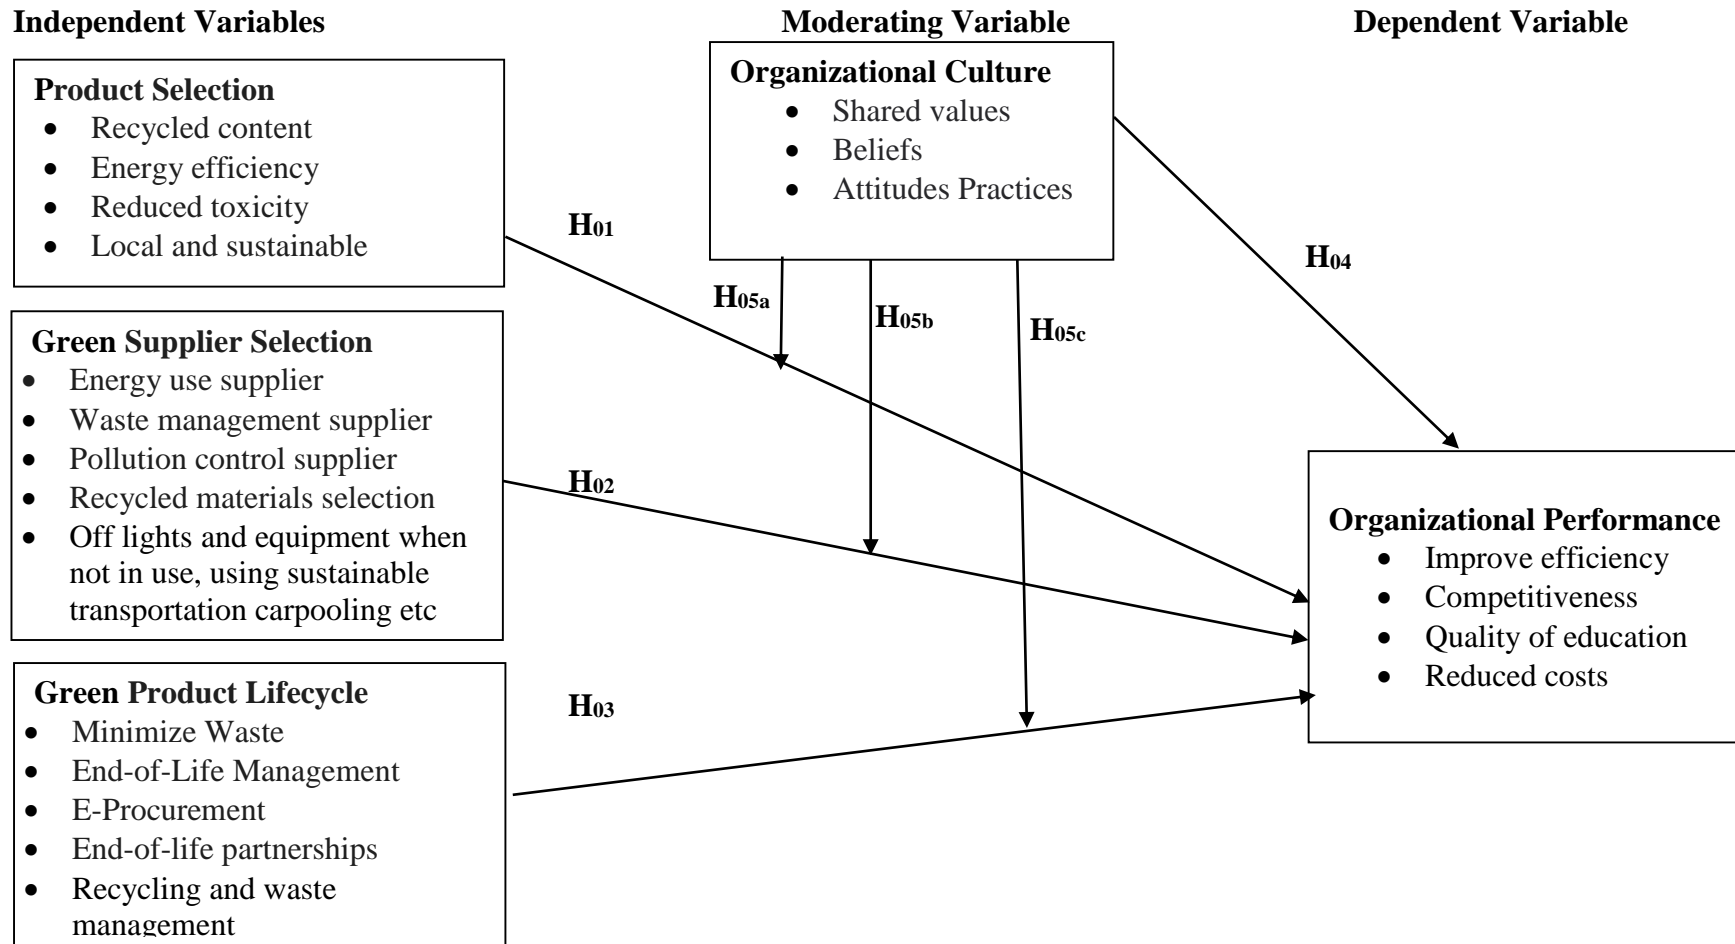 Independent Variables
Moderating Variable
Dependent Variable
Product Selection
• Recycled content
• Energy efficiency
• Reduced toxicity
• Local and sustainable
Organizational Culture
• Shared values
• Beliefs
• Attitudes Practices
H01
H04
H05a
H05b
H05c
Green Supplier Selection
• Energy use supplier
• Waste management supplier
• Pollution control supplier
• Recycled materials selection
• Off lights and equipment when
not in use, using sustainable
transportation carpooling etc
H02
Organizational Performance
• Improve efficiency
• Competitiveness
• Quality of education
• Reduced costs
Green Product Lifecycle
• Minimize Waste
• End-of-Life Management
• E-Procurement
• End-of-life partnerships
• Recycling and waste
management
H03